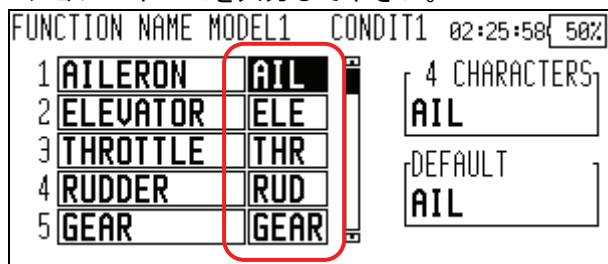 FUNCTION NAME MODEL1 CONDIT1 02:25:58 50%
1 AILERON AIL
2 ELEVATOR ELE
3 THROTTLE THR
4 RUDDER RUD
5 GEAR GEAR
4 CHARACTERS
AIL
DEFAULT
AIL